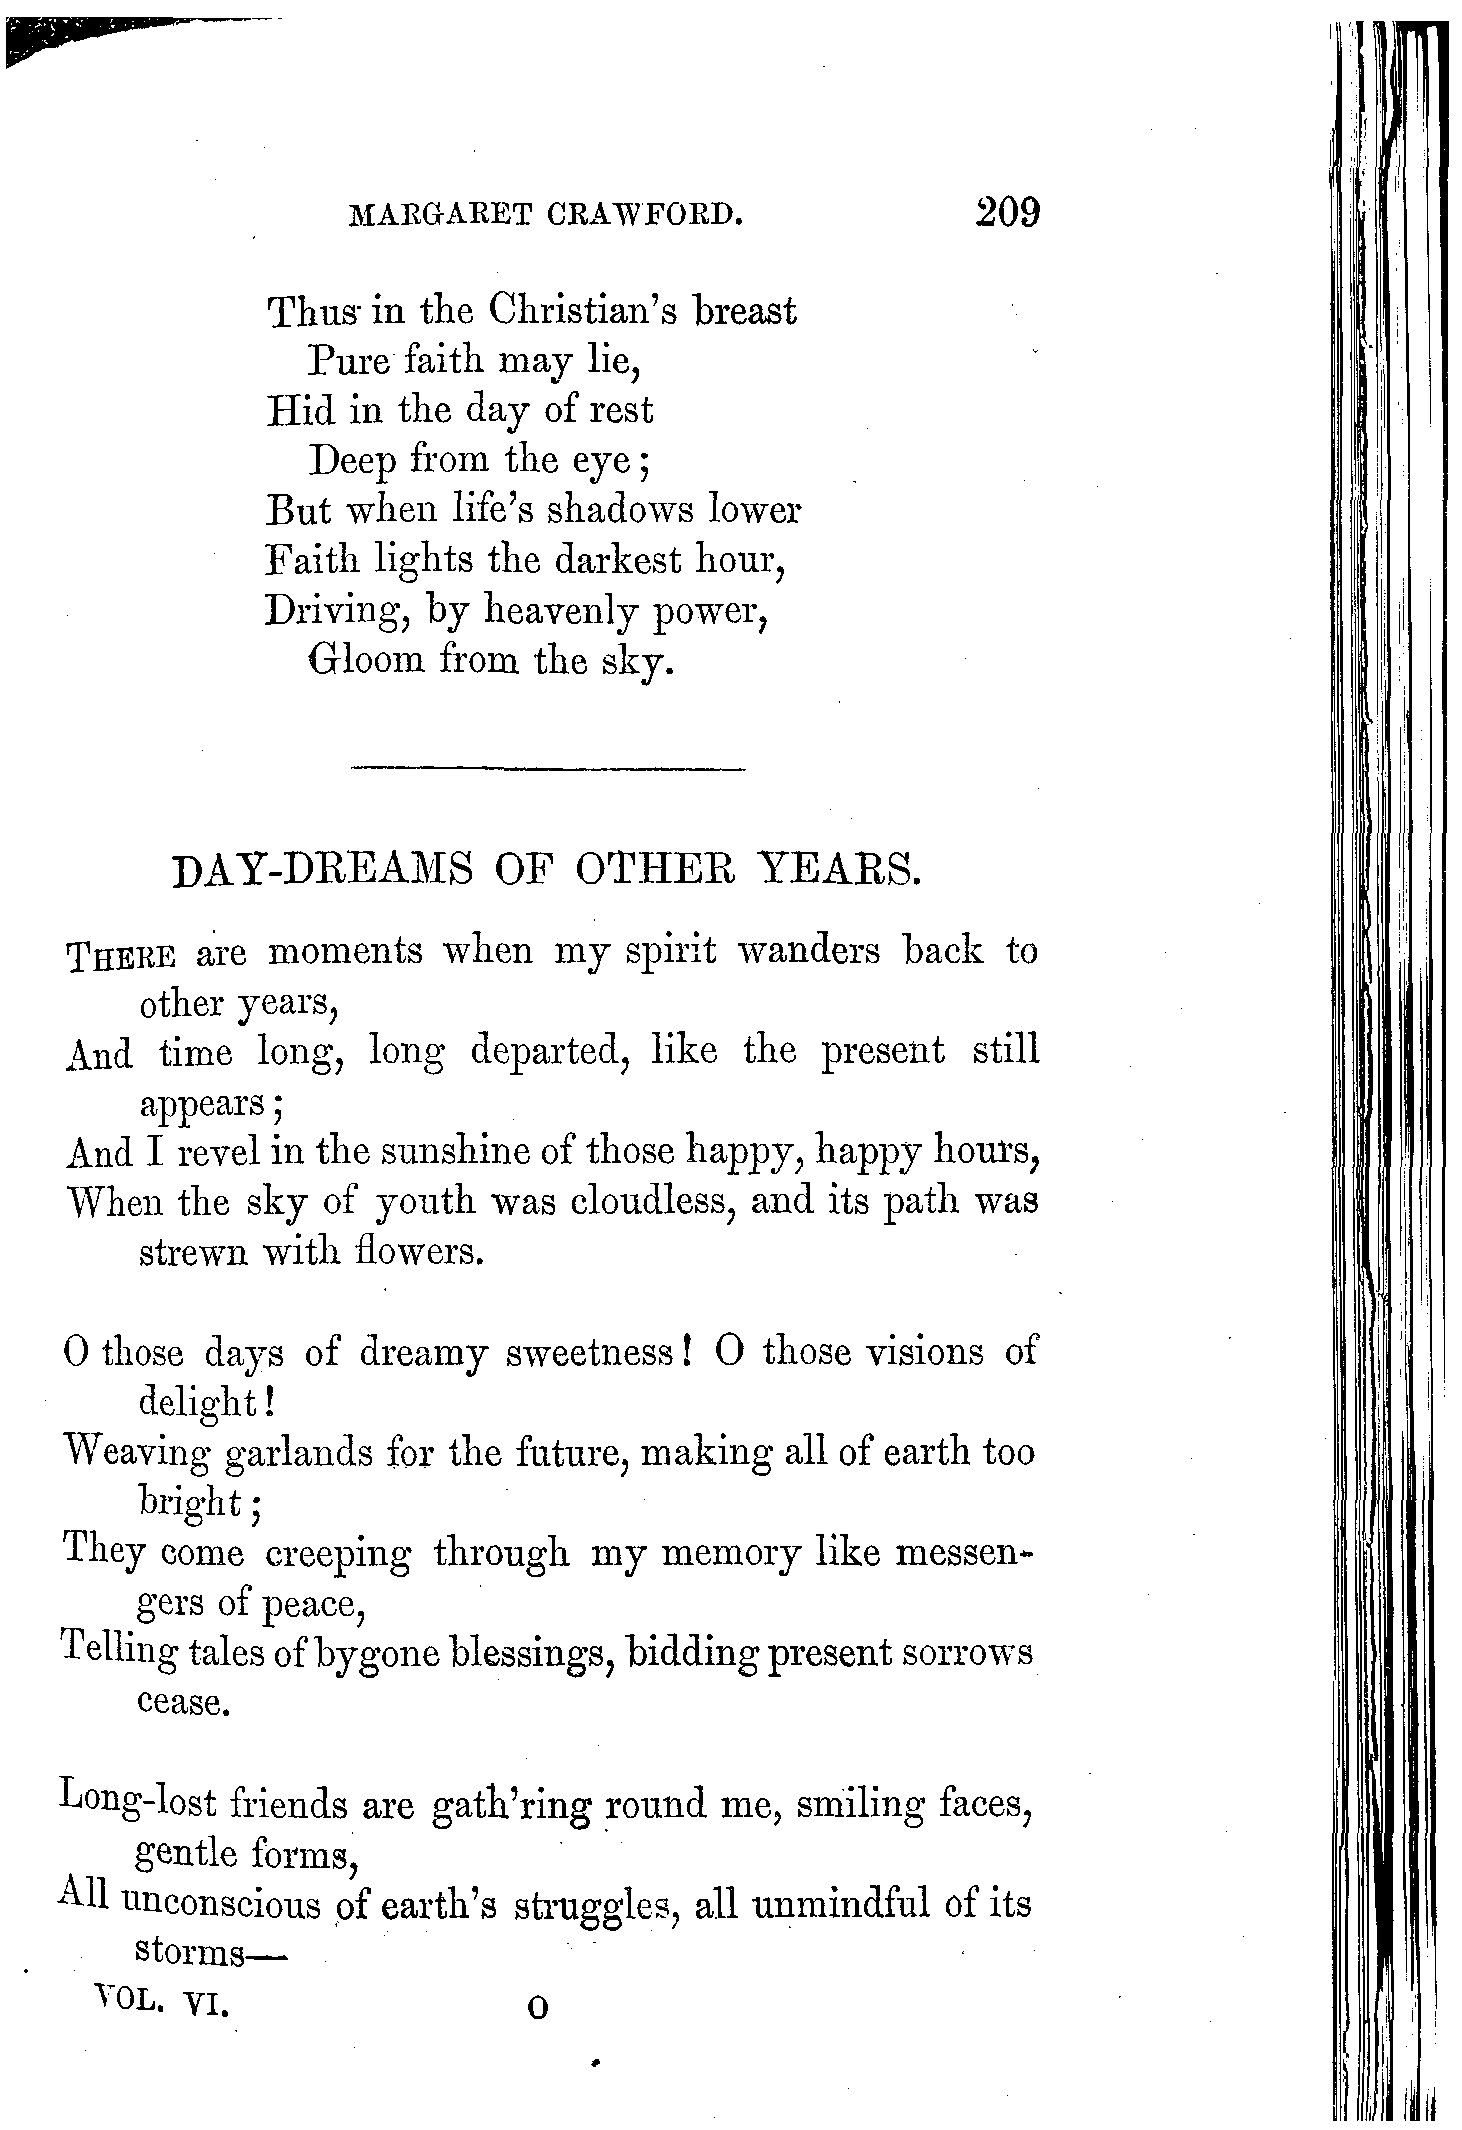 MARGARET CRAWFORD. 209
Thus in the Christian's breast
Pure faith may lie,
Hid in the day of rest
Deep from the eye;
But when life's shadows lower
Faith lights the darkest hour,
Driving, by heavenly power,
Gloom from the sky.
DAY-DREAMS OF OTHER YEARS.
THERE are moments when my spirit wanders back to
other years,
And time long, long departed, like the present still
appears;
And I revel in the sunshine of those happy, happy hours,
When the sky of youth was cloudless, and its path was
strewn with flowers.
O those days of dreamy sweetness! O those visions of
delight!
Weaving garlands for the future, making all of earth too
bright;
They come creeping through my memory like messen-
gers of peace,
Telling tales of bygone blessings, bidding present sorrows
cease.
Long-lost friends are gath'ring round me, smiling faces,
gentle forms,
All unconscious of earth's struggles, all unmindful of its
storms—
VOL. VI. O